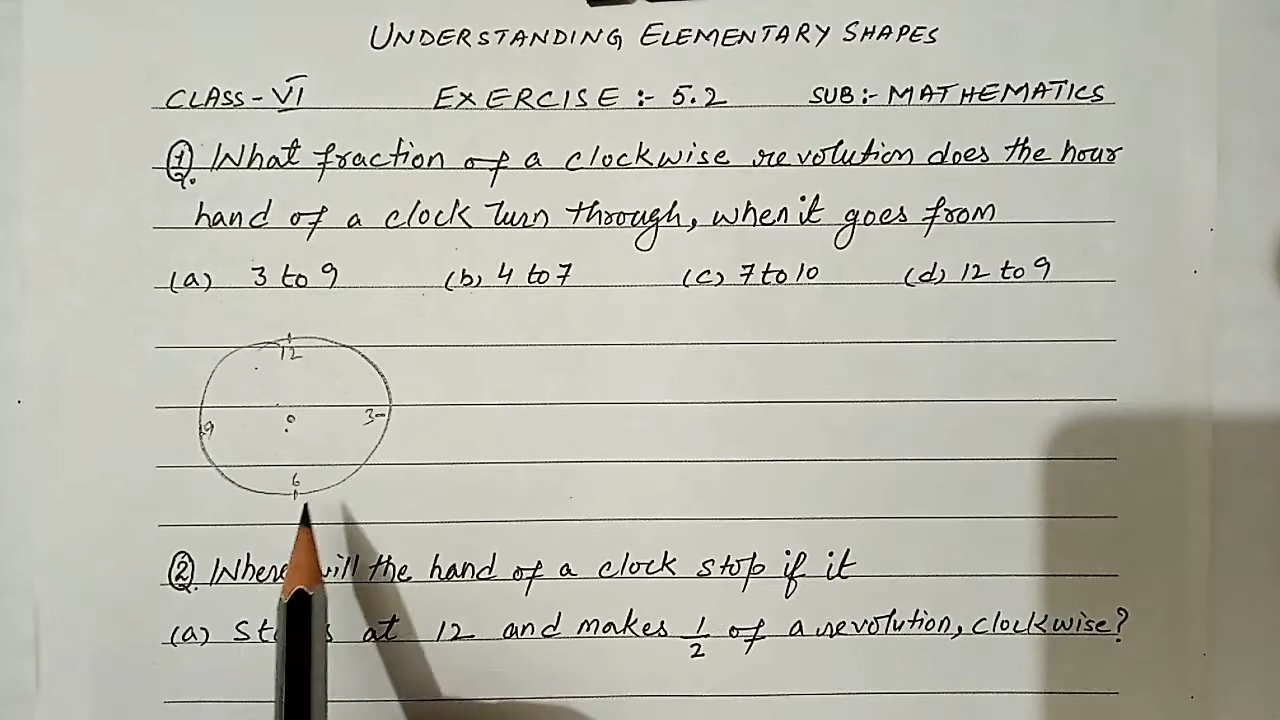 UNDERSTANDING ELEMENTARY SHAPES
CLASS - VI EXERCISE :- 5.2 SUB :- MATHEMATICS
Q1. What fraction of a clockwise revolution does the hour
hand of a clock turn through, when it goes from
(a) 3 to 9 (b) 4 to 7 (c) 7 to 10 (d) 12 to 9
12
9 3
6
Q2. Where will the hand of a clock stop if it
(a) at 12 and makes 1/2 of a revolution, clockwise?